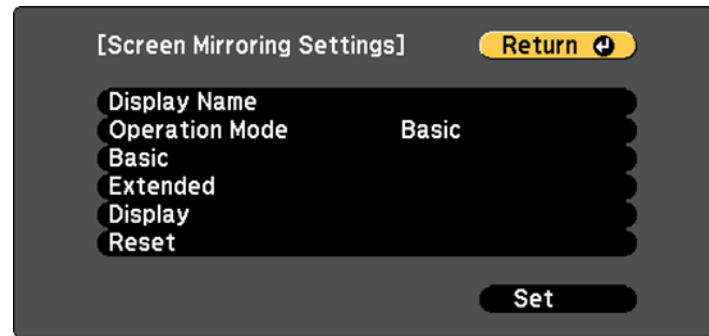 [Screen Mirroring Settings] Return
Display Name
Operation Mode Basic
Basic
Extended
Display
Reset
Set